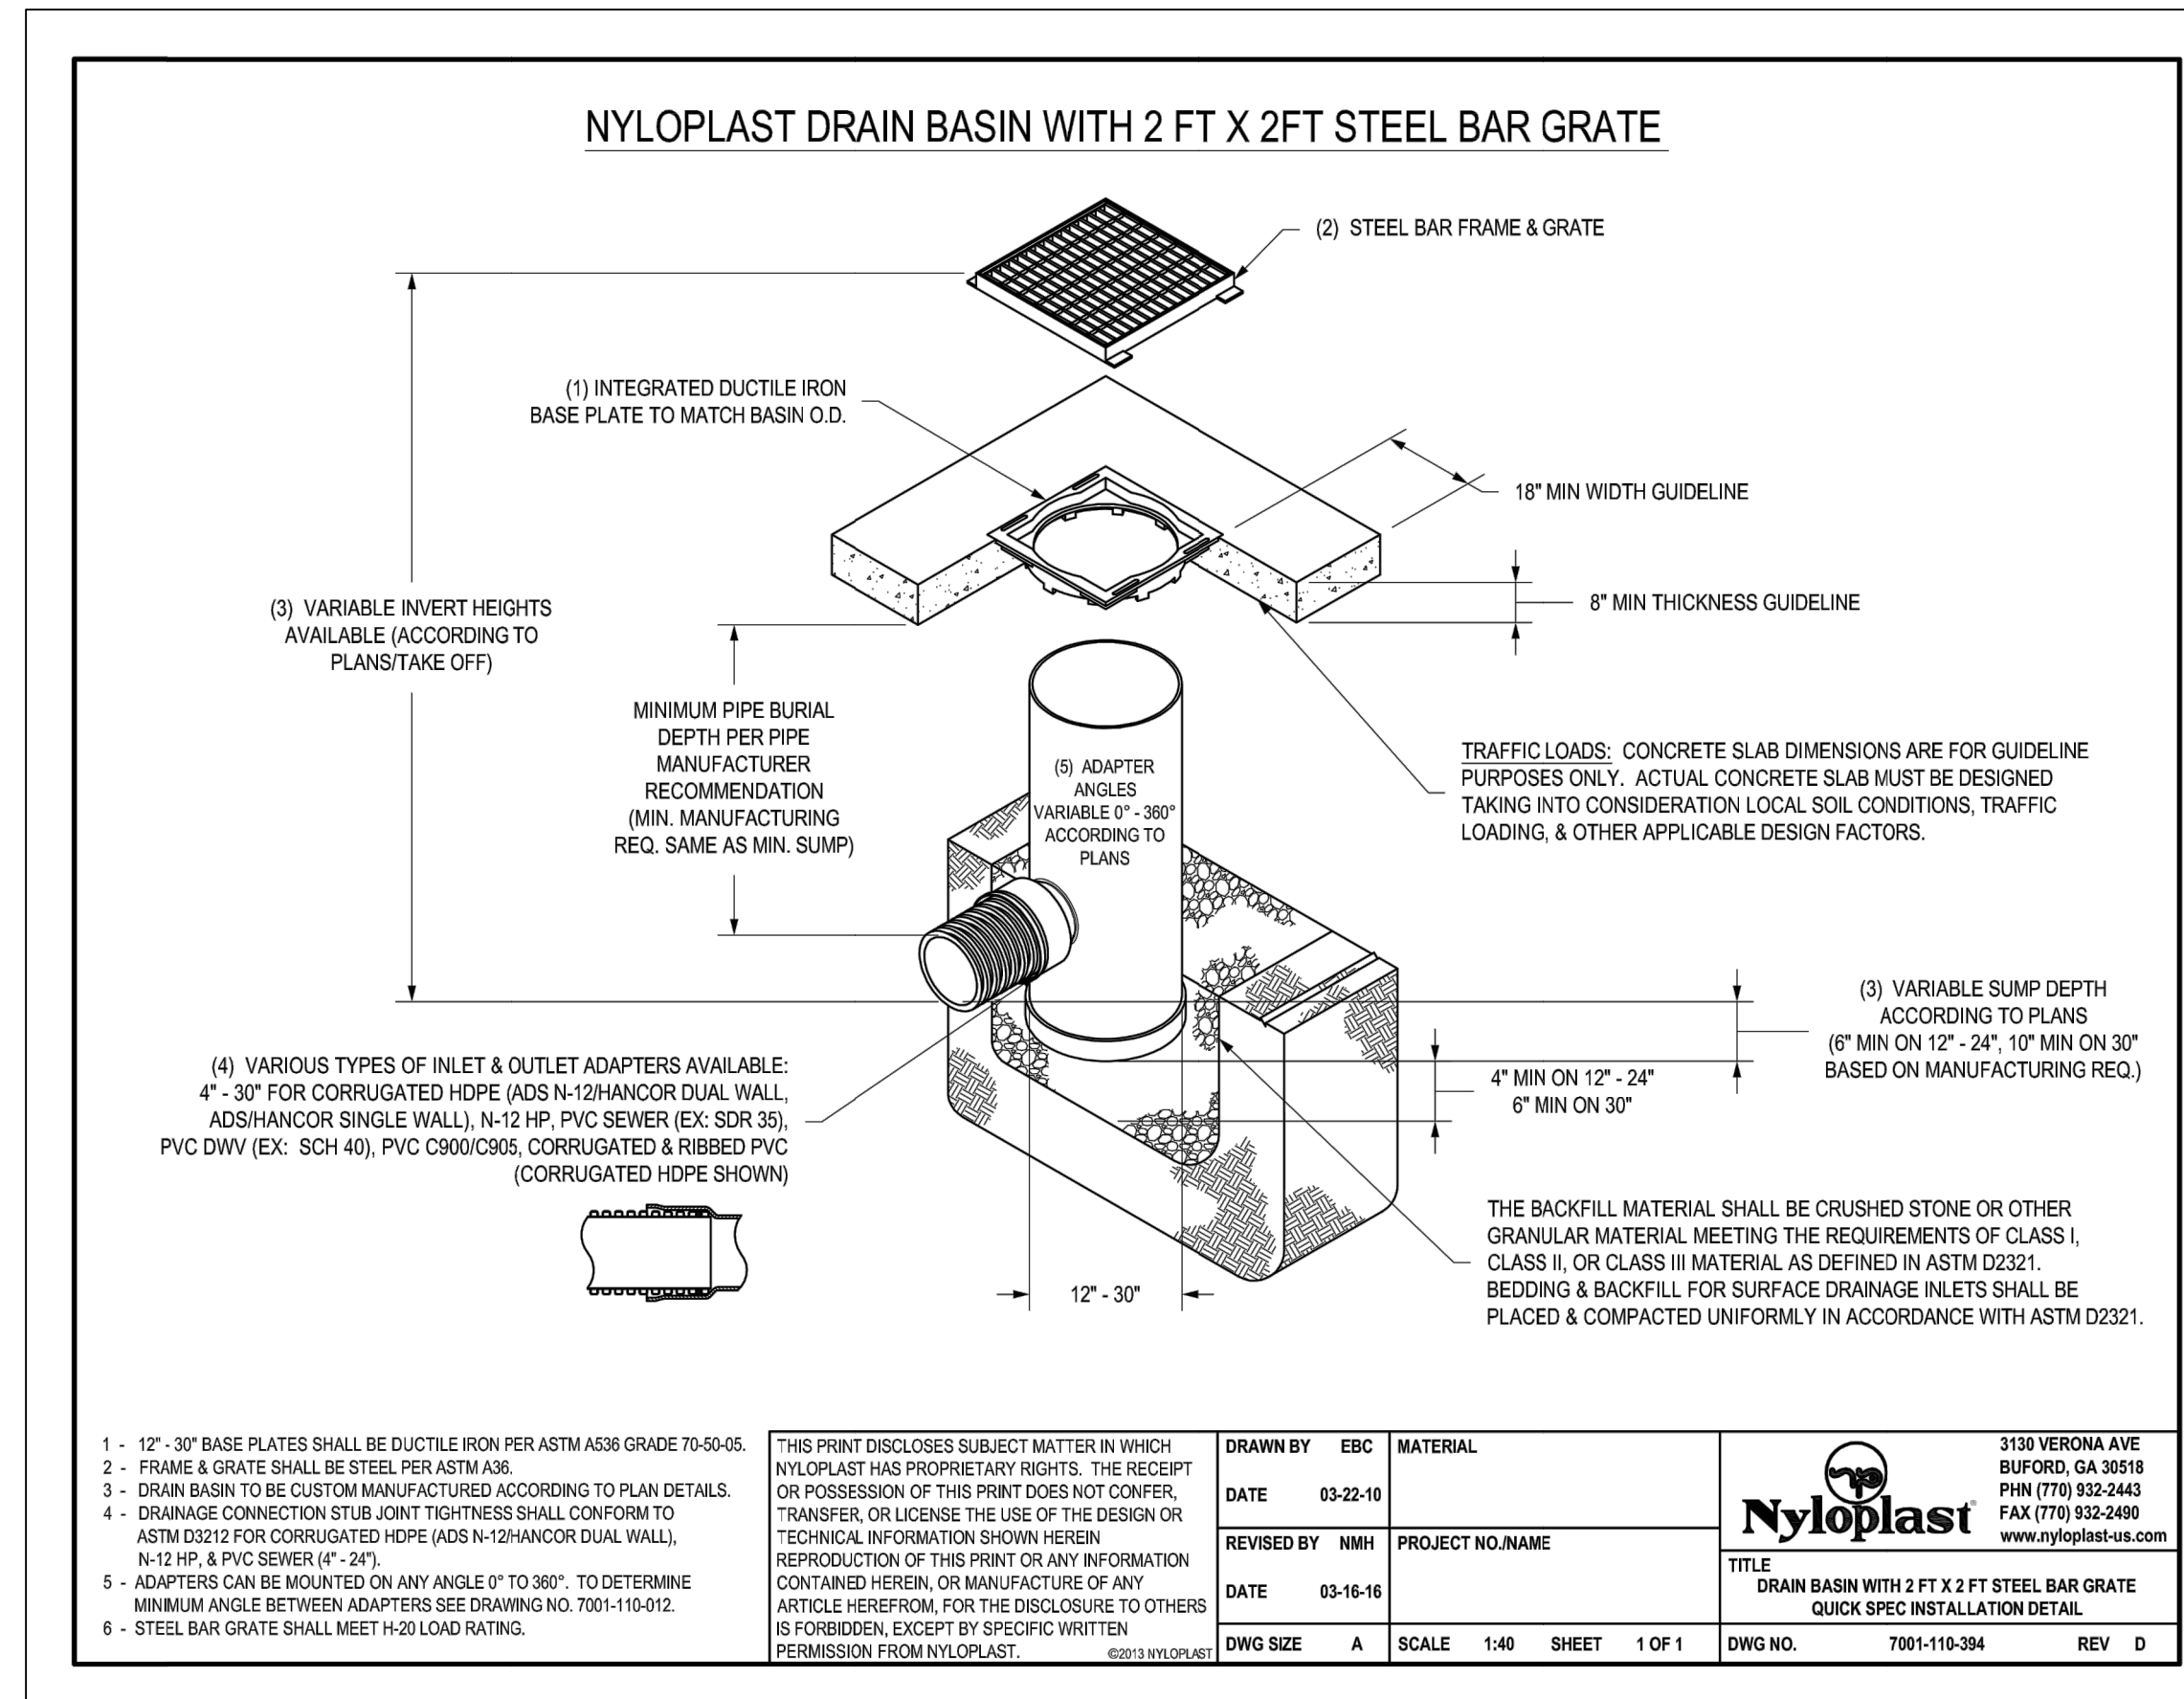 NYLOPLAST DRAIN BASIN WITH 2 FT X 2FT STEEL BAR GRATE
(2) STEEL BAR FRAME & GRATE
(1) INTEGRATED DUCTILE IRON
BASE PLATE TO MATCH BASIN O.D.
18" MIN WIDTH GUIDELINE
8" MIN THICKNESS GUIDELINE
(3) VARIABLE INVERT HEIGHTS
AVAILABLE (ACCORDING TO
PLANS/TAKE OFF)
MINIMUM PIPE BURIAL
DEPTH PER PIPE
MANUFACTURER
RECOMMENDATION
(MIN. MANUFACTURING
REQ. SAME AS MIN. SUMP)
(5) ADAPTER
ANGLES
VARIABLE 0° - 360°
ACCORDING TO
PLANS
TRAFFIC LOADS: CONCRETE SLAB DIMENSIONS ARE FOR GUIDELINE
PURPOSES ONLY. ACTUAL CONCRETE SLAB MUST BE DESIGNED
TAKING INTO CONSIDERATION LOCAL SOIL CONDITIONS, TRAFFIC
LOADING, & OTHER APPLICABLE DESIGN FACTORS.
(3) VARIABLE SUMP DEPTH
ACCORDING TO PLANS
(6" MIN ON 12" - 24", 10" MIN ON 30"
BASED ON MANUFACTURING REQ.)
4" MIN ON 12" - 24"
6" MIN ON 30"
(4) VARIOUS TYPES OF INLET & OUTLET ADAPTERS AVAILABLE:
4" - 30" FOR CORRUGATED HDPE (ADS N-12/HANCOR DUAL WALL,
ADS/HANCOR SINGLE WALL), N-12 HP, PVC SEWER (EX: SDR 35),
PVC DWV (EX: SCH 40), PVC C900/C905, CORRUGATED & RIBBED PVC
(CORRUGATED HDPE SHOWN)
12" - 30"
THE BACKFILL MATERIAL SHALL BE CRUSHED STONE OR OTHER
GRANULAR MATERIAL MEETING THE REQUIREMENTS OF CLASS I,
CLASS II, OR CLASS III MATERIAL AS DEFINED IN ASTM D2321.
BEDDING & BACKFILL FOR SURFACE DRAINAGE INLETS SHALL BE
PLACED & COMPACTED UNIFORMLY IN ACCORDANCE WITH ASTM D2321.
1 - 12" - 30" BASE PLATES SHALL BE DUCTILE IRON PER ASTM A536 GRADE 70-50-05.
2 - FRAME & GRATE SHALL BE STEEL PER ASTM A36.
3 - DRAIN BASIN TO BE CUSTOM MANUFACTURED ACCORDING TO PLAN DETAILS.
4 - DRAINAGE CONNECTION STUB JOINT TIGHTNESS SHALL CONFORM TO
ASTM D3212 FOR CORRUGATED HDPE (ADS N-12/HANCOR DUAL WALL),
N-12 HP, & PVC SEWER (4" - 24").
5 - ADAPTERS CAN BE MOUNTED ON ANY ANGLE 0° TO 360°. TO DETERMINE
MINIMUM ANGLE BETWEEN ADAPTERS SEE DRAWING NO. 7001-110-012.
6 - STEEL BAR GRATE SHALL MEET H-20 LOAD RATING.
THIS PRINT DISCLOSES SUBJECT MATTER IN WHICH
NYLOPLAST HAS PROPRIETARY RIGHTS. THE RECEIPT
OR POSSESSION OF THIS PRINT DOES NOT CONFER,
TRANSFER, OR LICENSE THE USE OF THE DESIGN OR
TECHNICAL INFORMATION SHOWN HEREIN
REPRODUCTION OF THIS PRINT OR ANY INFORMATION
CONTAINED HEREIN, OR MANUFACTURE OF ANY
ARTICLE HEREFROM, FOR THE DISCLOSURE TO OTHERS
IS FORBIDDEN, EXCEPT BY SPECIFIC WRITTEN
PERMISSION FROM NYLOPLAST. ©2013 NYLOPLAST
DRAWN BY EBC
DATE 03-22-10
REVISED BY NMH
DATE 03-16-16
DWG SIZE A
MATERIAL
PROJECT NO./NAME
SCALE 1:40 SHEET 1 OF 1
Nyloplast®
3130 VERONA AVE
BUFORD, GA 30518
PHN (770) 932-2443
FAX (770) 932-2490
www.nyloplast-us.com
TITLE
DRAIN BASIN WITH 2 FT X 2 FT STEEL BAR GRATE
QUICK SPEC INSTALLATION DETAIL
DWG NO. 7001-110-394 REV D